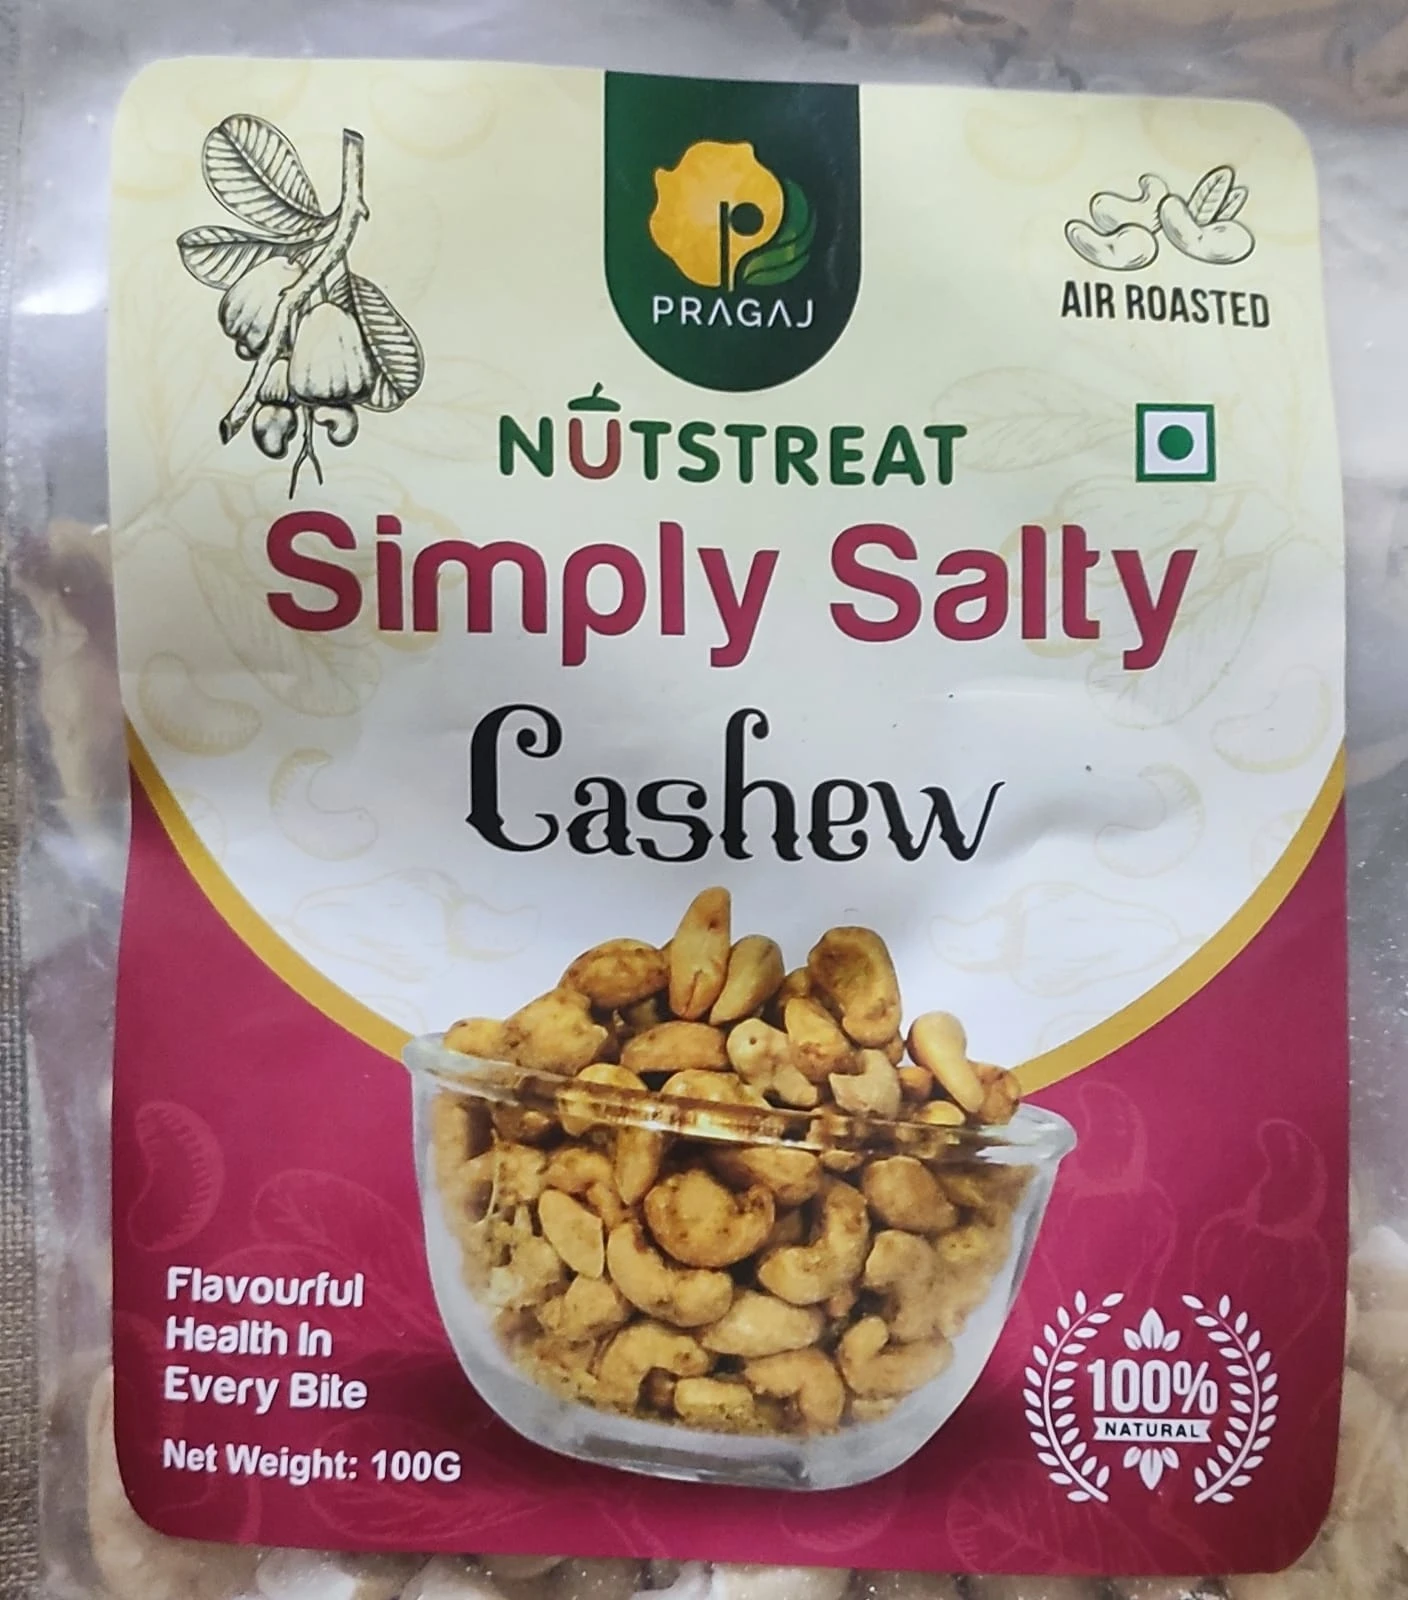 PRAGAJ
AIR ROASTED
NUTSTREAT
Simply Salty
Cashew
Flavourful
Health In
Every Bite
Net Weight: 100G
100%
NATURAL